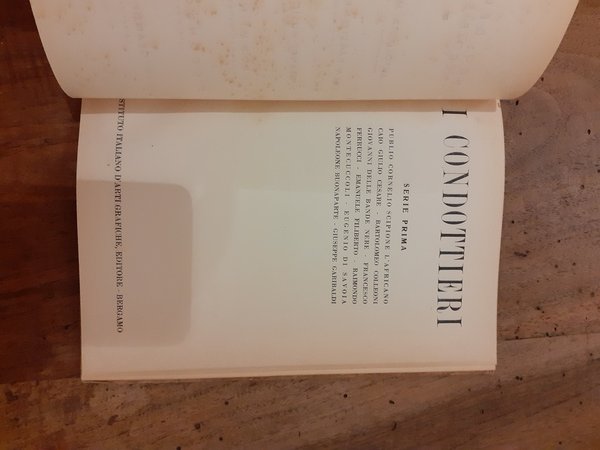 I CONDOTTIERI
SERIE PRIMA
PUBLIO CORNELIO SCIPIONE L'AFRICANO
CAIO GIULIO CESARE - BARTOLOMEO COLLEONI
GIOVANNI DELLE BANDE NERE - FRANCESCO
FERRUCCI - EMANUELE FILIBERTO - RAIMONDO
MONTECUCCOLI - EUGENIO DI SAVOIA
NAPOLEONE BUONAPARTE - GIUSEPPE GARIBALDI
STITUTO ITALIANO D'ARTI GRAFICHE, EDITORE - BERGAMO